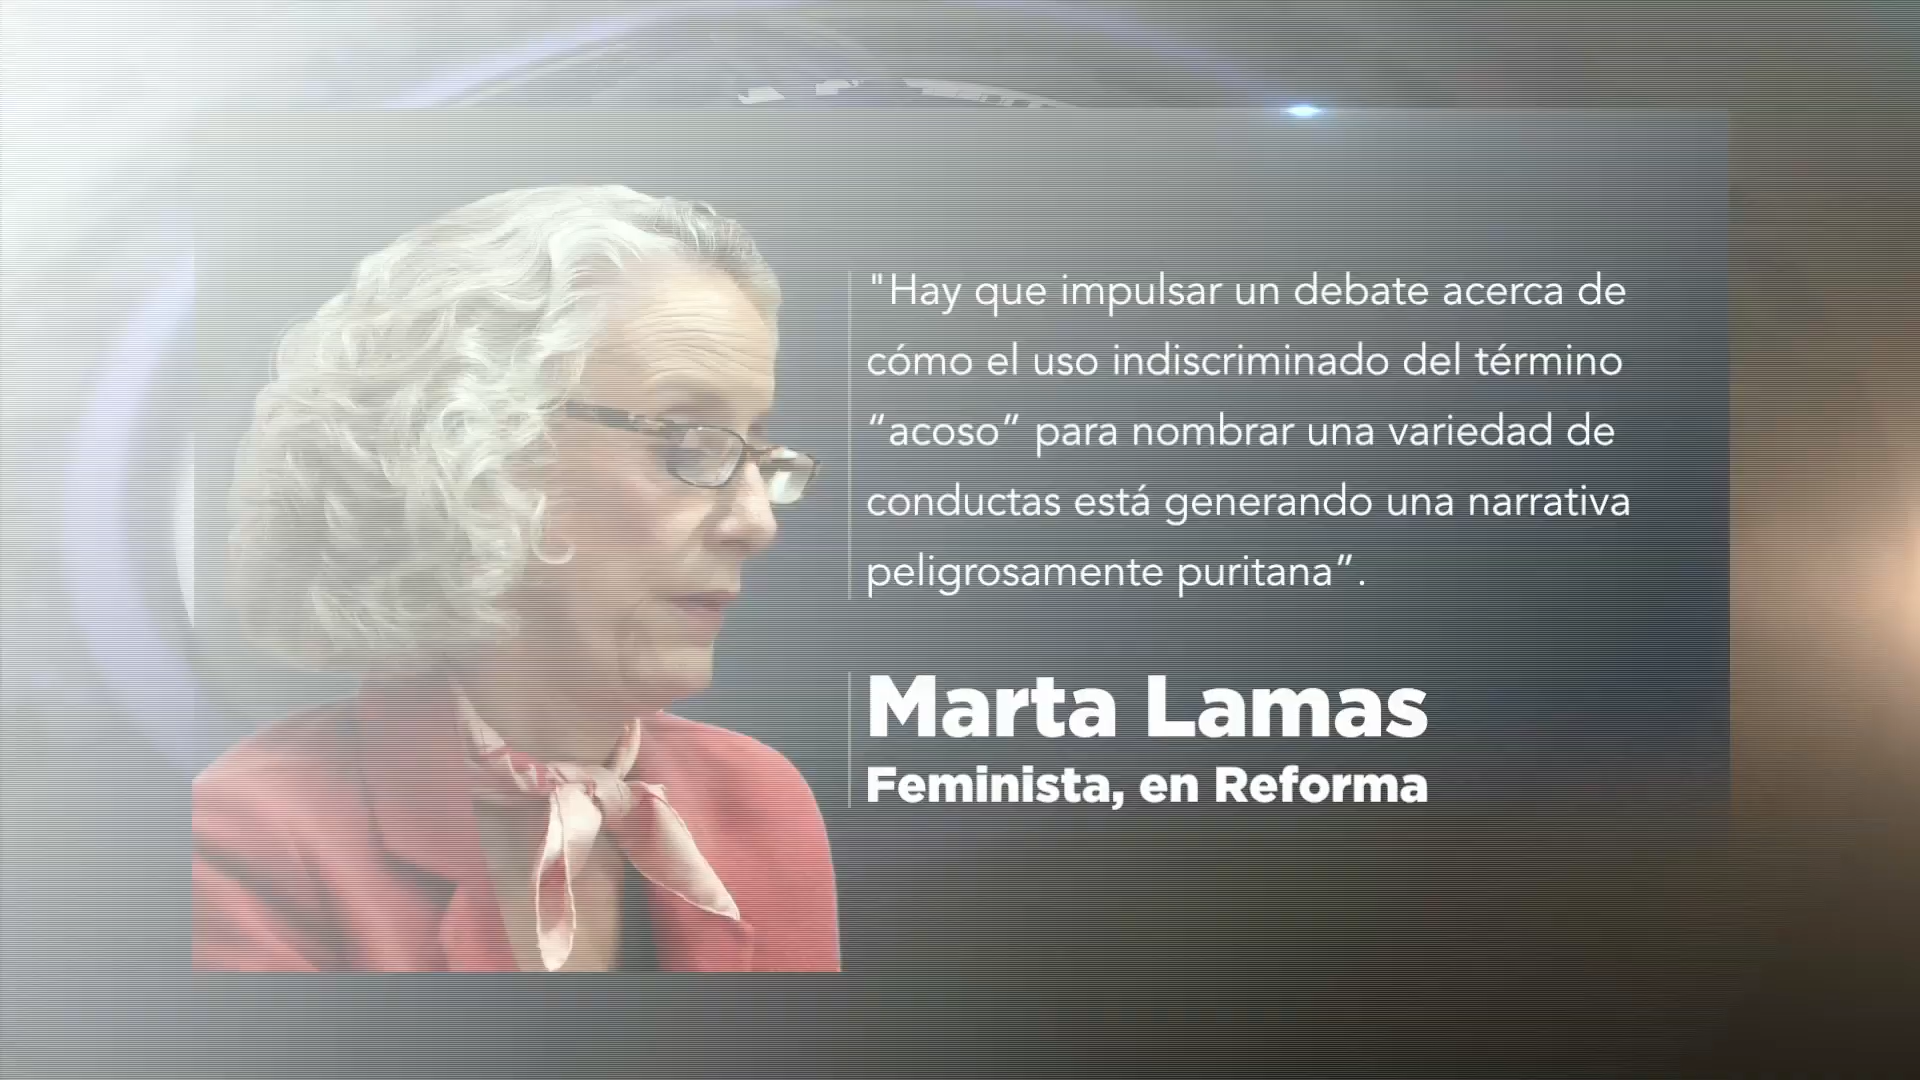 "Hay que impulsar un debate acerca de
cómo el uso indiscriminado del término
“acoso” para nombrar una variedad de
conductas está generando una narrativa
peligrosamente puritana”.
Marta Lamas
Feminista, en Reforma